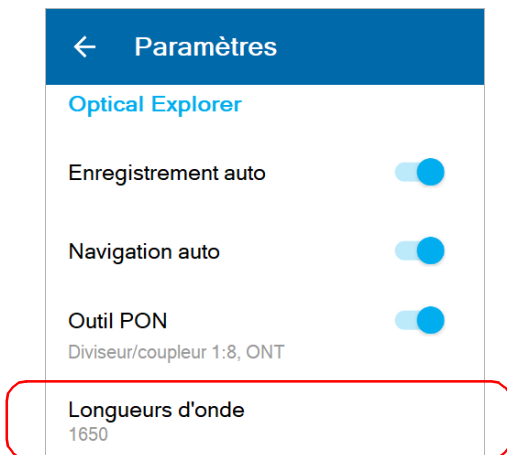 Paramètres
Optical Explorer
Enregistrement auto
Navigation auto
Outil PON
Diviseur/coupleur 1:8, ONT
Longueurs d'onde
1650